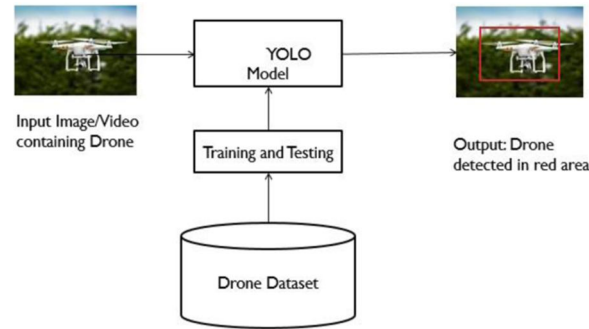 YOLO
Model
Input Image/Video
containing Drone
Training and Testing
Output: Drone
detected in red area
Drone Dataset